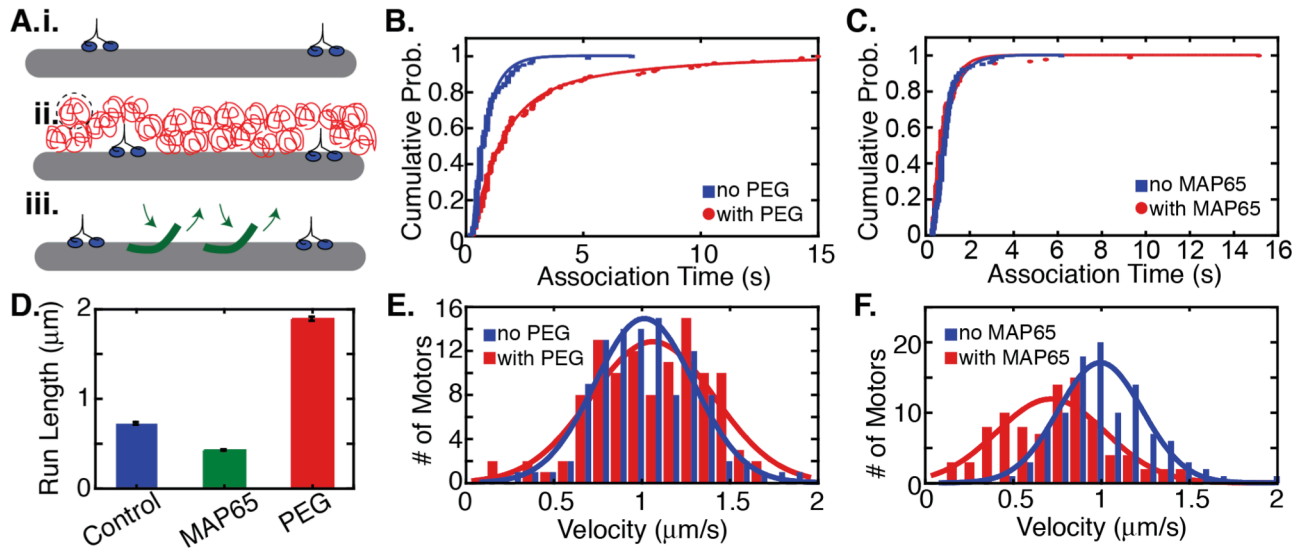 A.i.
ii.
iii.
B.
Cumulative Prob.
1
0.8
0.6
0.4
0.2
0
no PEG
with PEG
0 5 10 15
Association Time (s)
C.
Cumulative Prob.
1
0.8
0.6
0.4
0.2
0
no MAP65
with MAP65
0 2 4 6 8 10 12 14 16
Association Time (s)
D.
Run Length (μm)
2
1
0
Control MAP65 PEG
E.
# of Motors
16
12
8
4
0
no PEG
with PEG
0 0.5 1 1.5 2
Velocity (μm/s)
F.
# of Motors
20
10
0
no MAP65
with MAP65
0 0.5 1 1.5 2
Velocity (μm/s)